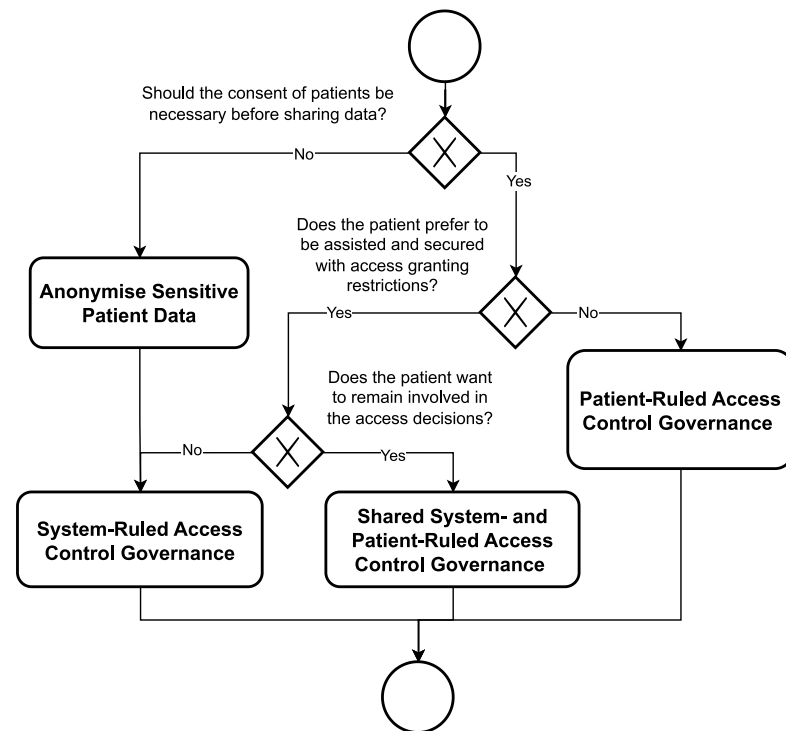 Should the consent of patients be
necessary before sharing data?
No
Yes
Does the patient prefer to
be assisted and secured
with access granting
restrictions?
Anonymise Sensitive
Patient Data
Yes
No
Does the patient want
to remain involved in
the access decisions?
Patient-Ruled Access
Control Governance
No
Yes
System-Ruled Access
Control Governance
Shared System- and
Patient-Ruled Access
Control Governance